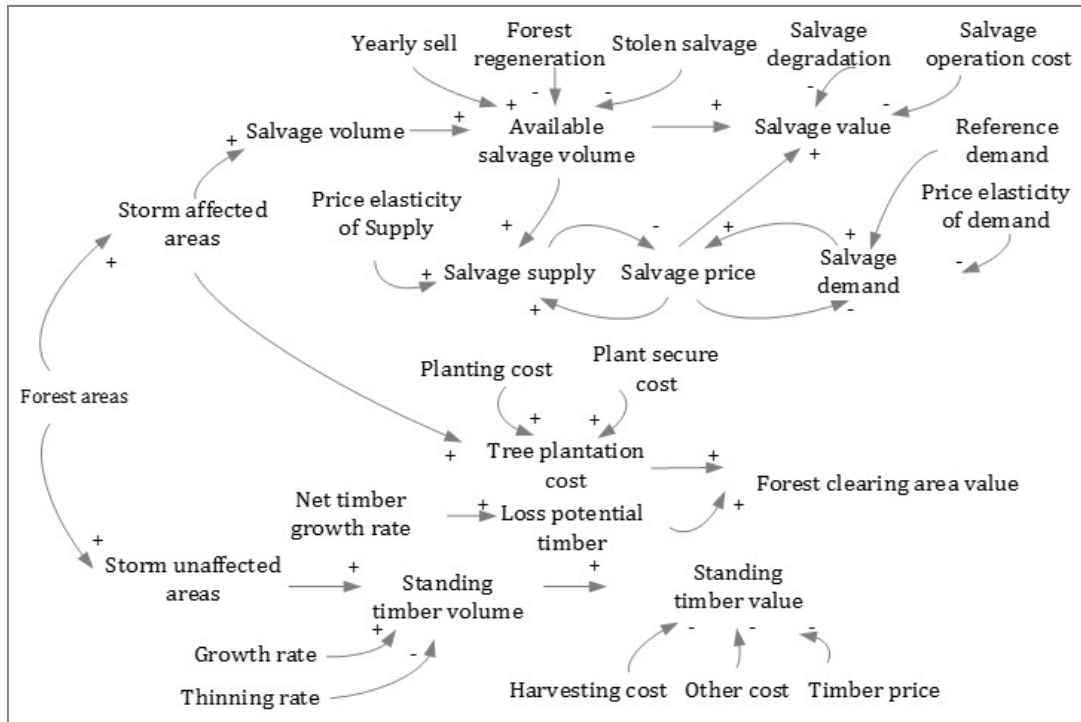 Yearly sell
Forest
regeneration
Stolen salvage
Salvage
degradation
Salvage
operation cost
-
-
-
-
+
+
+
+
Salvage volume
Available
salvage volume
Salvage value
Reference
demand
+
+
Storm affected
areas
Price elasticity
of Supply
Price elasticity
of demand
+
-
+
+
-
+
+
Salvage supply
Salvage price
Salvage
demand
+
-
Planting cost
Plant secure
cost
Forest areas
+
+
+
Tree plantation
cost
+
Forest clearing area value
Net timber
growth rate
+
Loss potential
timber
+
+
Storm unaffected
areas
+
Standing
timber volume
+
Standing
timber value
+
-
-
-
-
Growth rate
Thinning rate
Harvesting cost
Other cost
Timber price